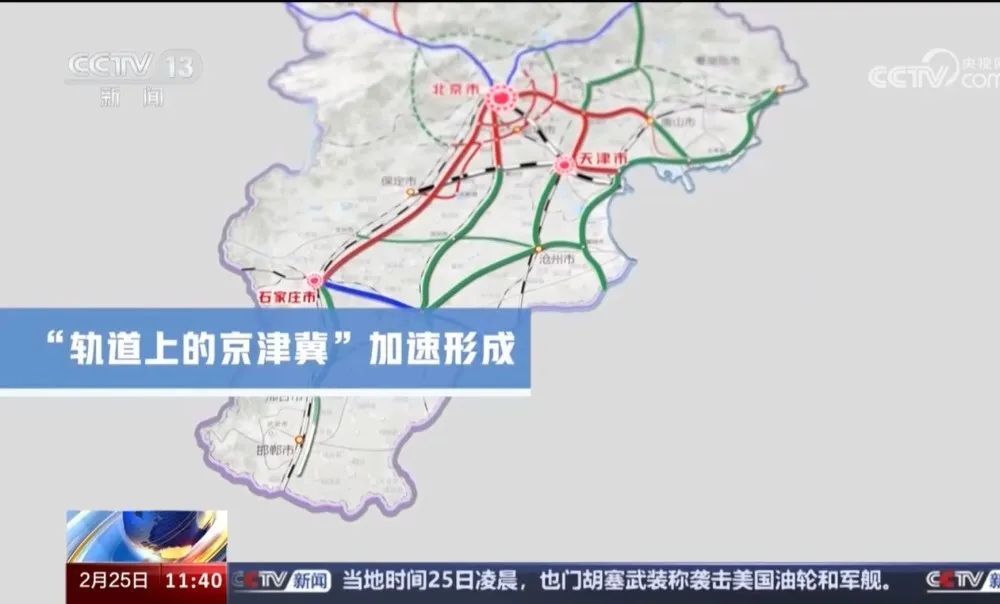 CCTV 13
新闻
CCTV 央视网
com
北京市
唐山市
天津市
保定市
沧州市
石家庄市
“轨道上的京津冀”加速形成
邯郸市
2月25日 11:40
CCTV 新闻 当地时间25日凌晨，也门胡塞武装称袭击美国油轮和军舰。 CCTV 新